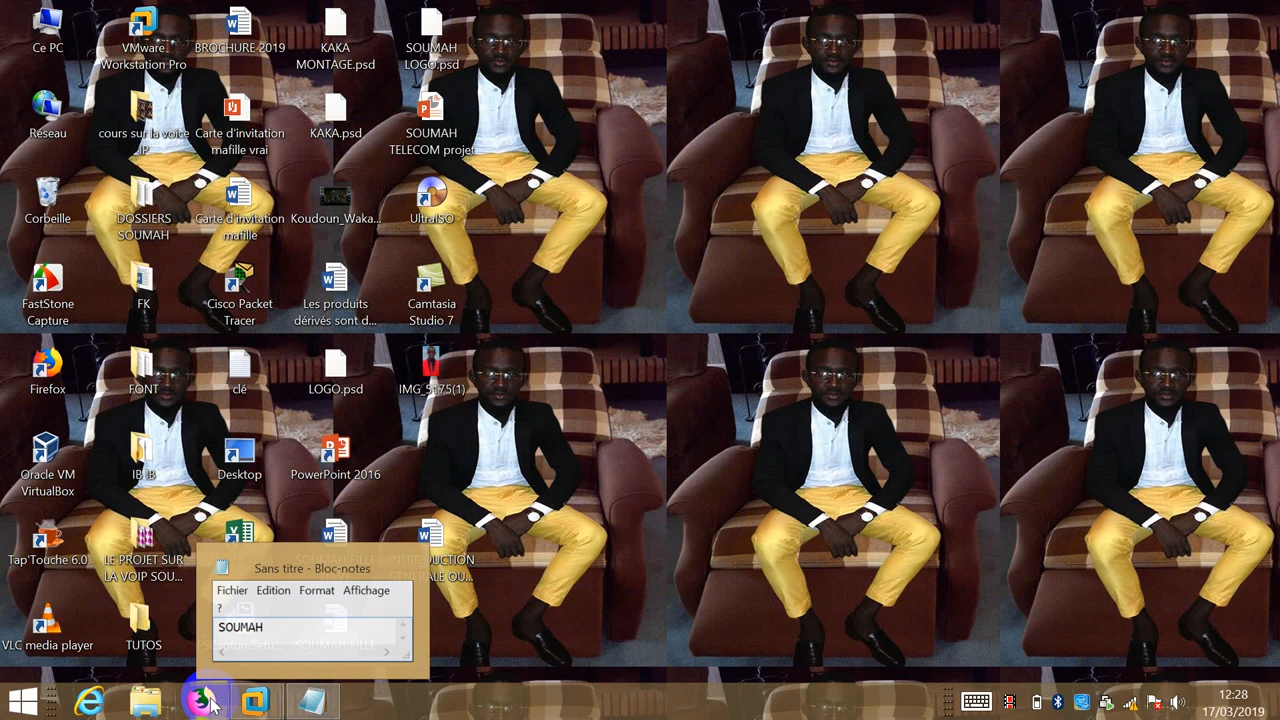 Ce PC
VMware
Workstation Pro
BROCHURE 2019
KAKA
MONTAGE.psd
SOUMAH
LOGO.psd
Réseau
cours sur la voice
IP
Carte d'invitation
mafille vrai
KAKA.psd
SOUMAH
TELECOM projet
Corbeille
DOSSIERS
SOUMAH
Carte d'invitation
mafille
Koudoun_Waka...
UltraISO
FastStone
Capture
FK
Cisco Packet
Tracer
Les produits
dérivés sont d...
Camtasia
Studio 7
Firefox
FONT
clé
LOGO.psd
IMG_5175(1)
Oracle VM
VirtualBox
IB IB
Desktop
PowerPoint 2016
Tap'Touche 6.0
LE PROJET SUR
LA VOIP SOU...
INTRODUCTION
GENERALE OU...
Sans titre - Bloc-notes
Fichier Edition Format Affichage
?
SOUMAH
VLC media player
TUTOS
12:28
17/03/2019